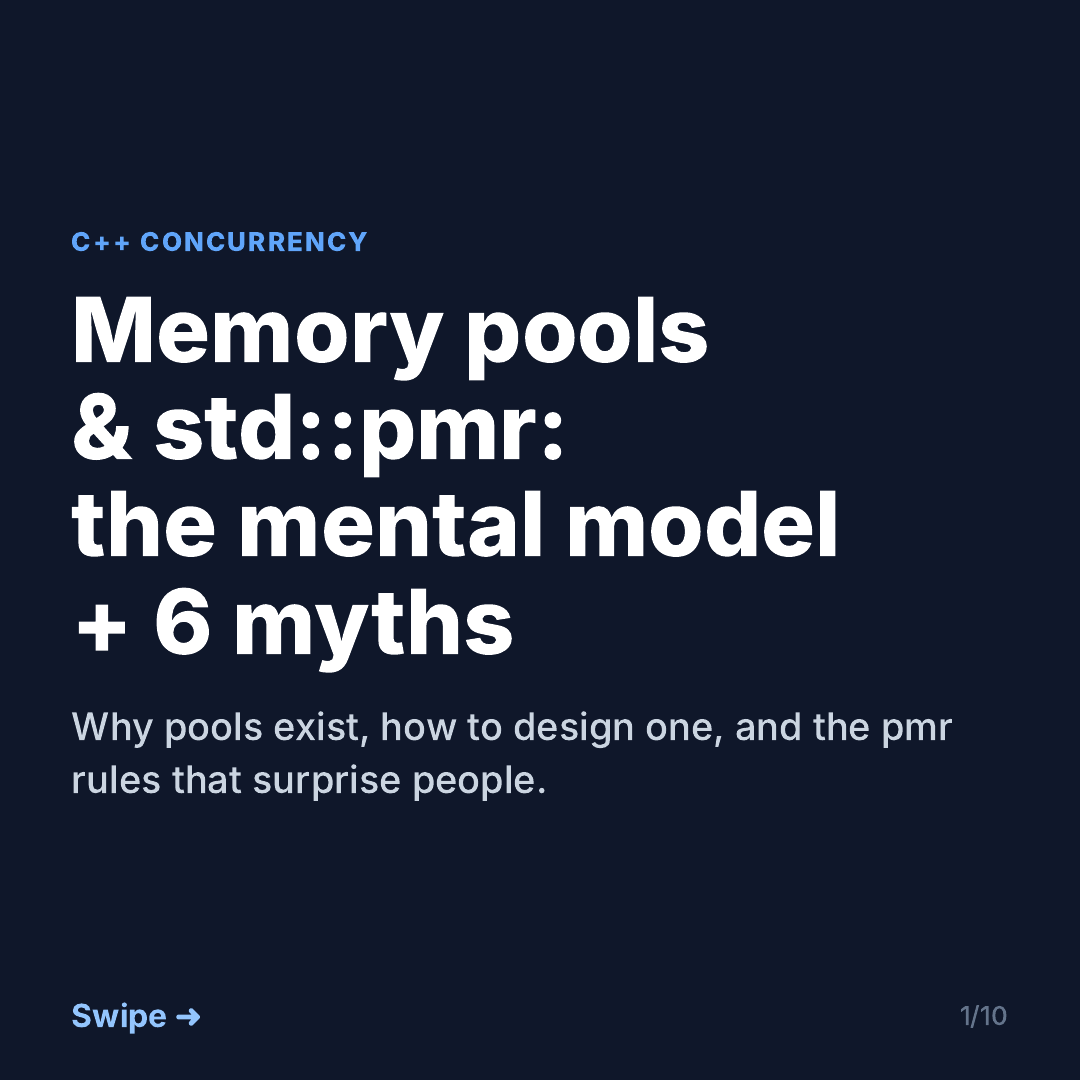 C++ CONCURRENCY
Memory pools
& std::pmr:
the mental model
+ 6 myths
Why pools exist, how to design one, and the pmr
rules that surprise people.
Swipe ➜
1/10